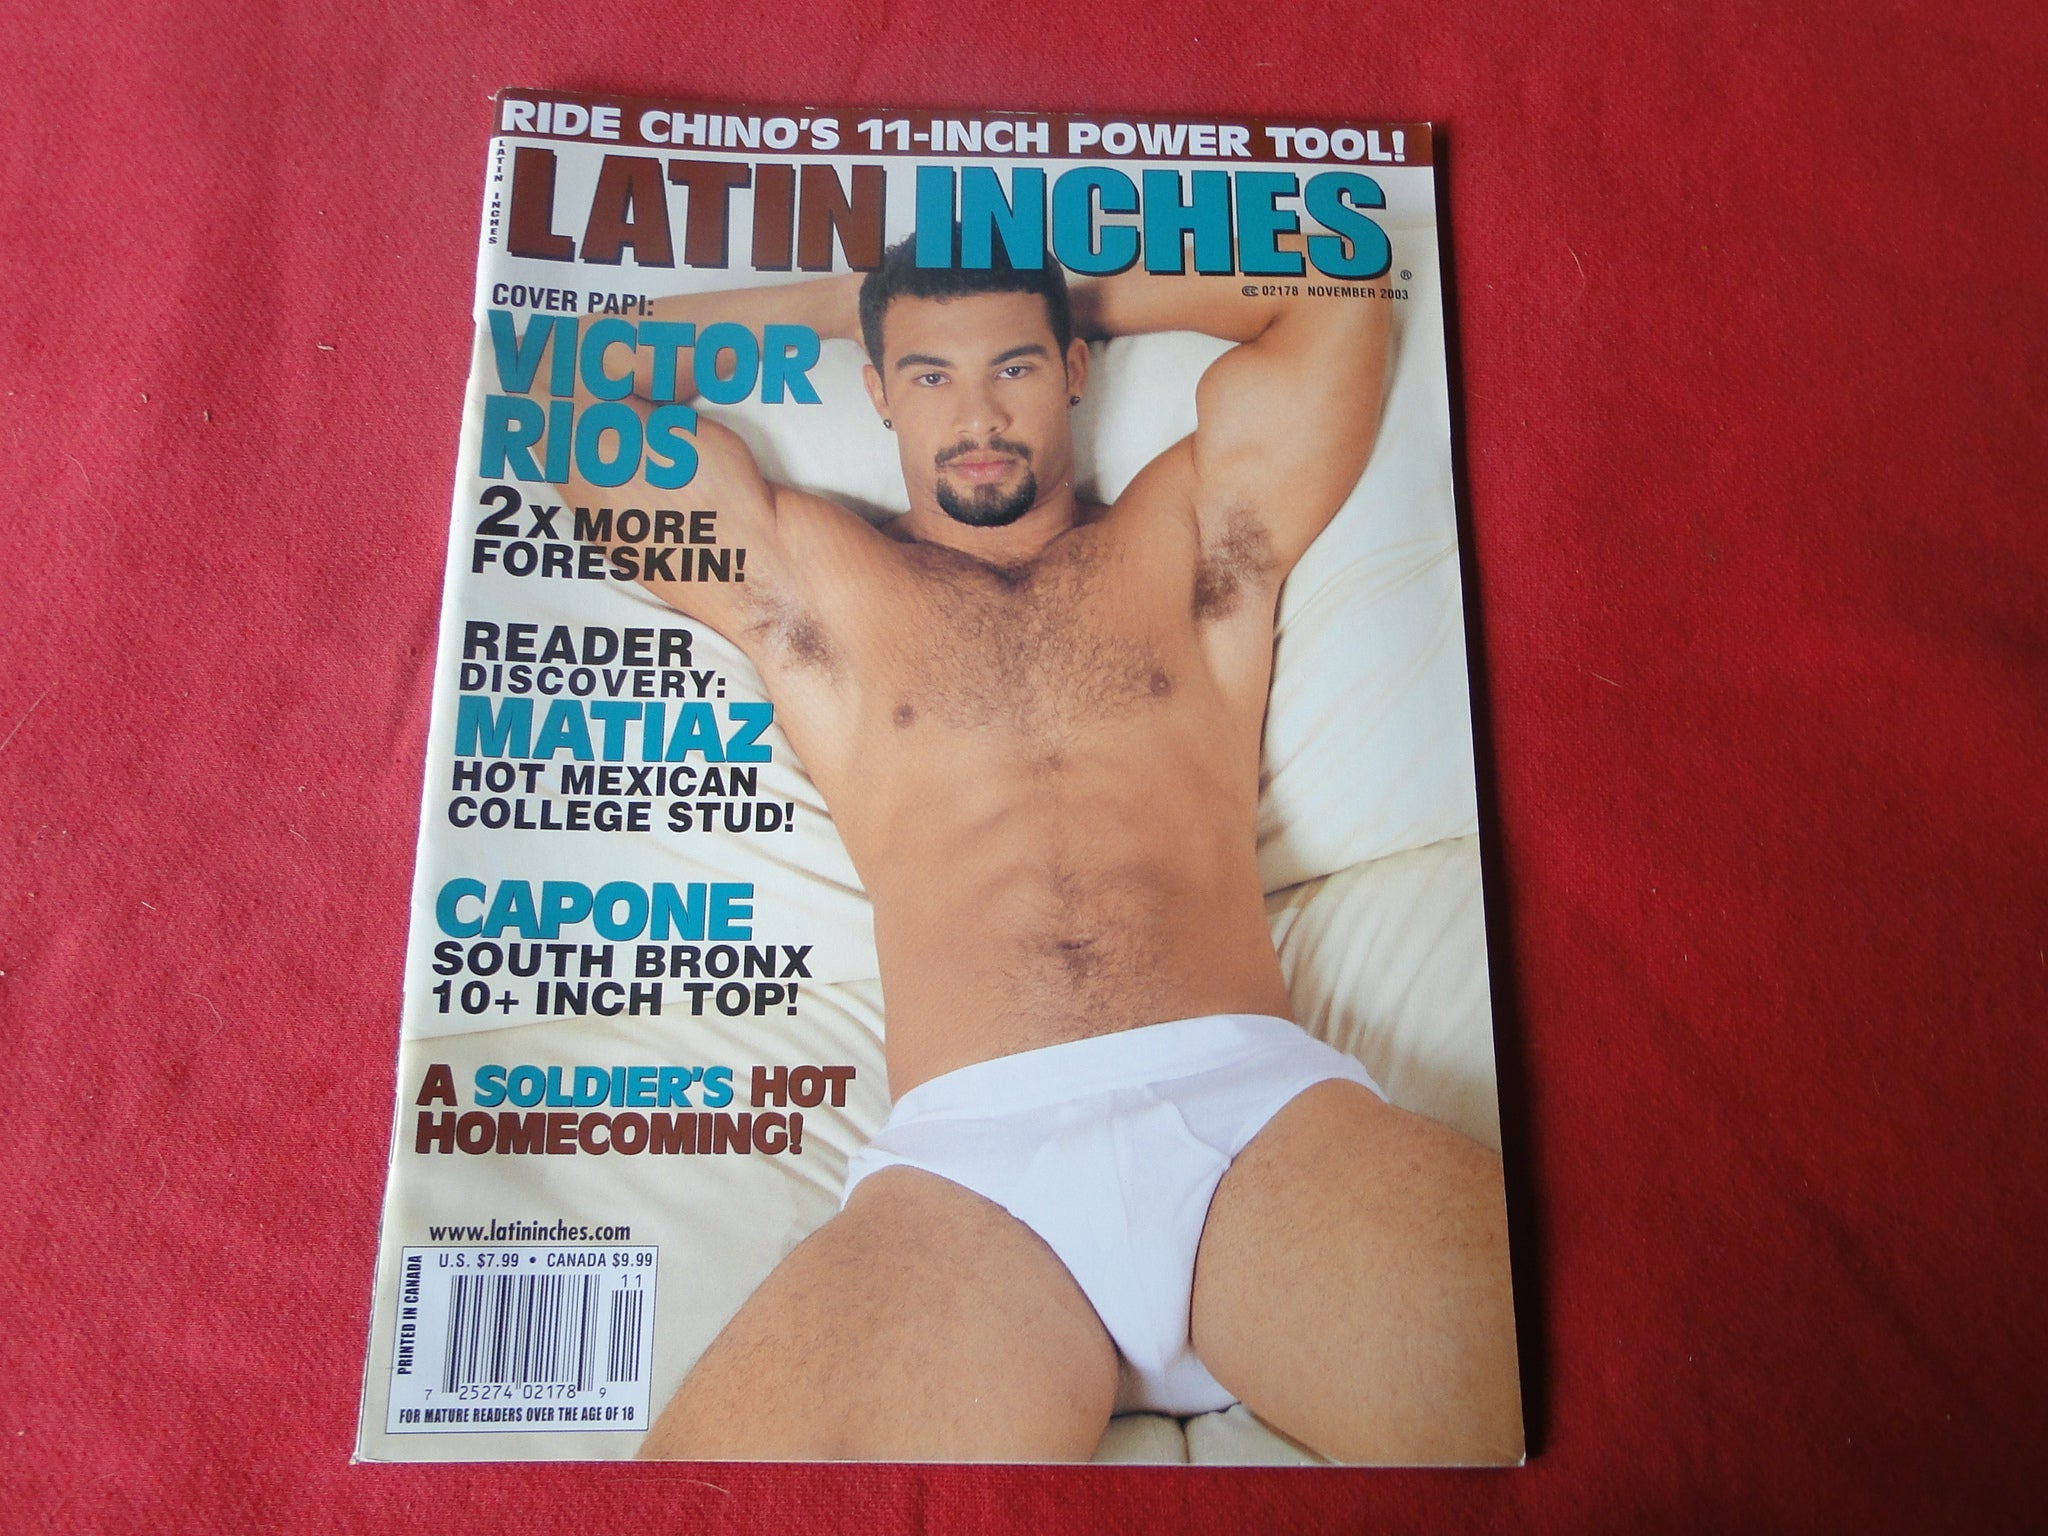 RIDE CHINO'S 11-INCH POWER TOOL!
LATIN INCHES
LATIN INCHES®
02178 NOVEMBER 2003
COVER PAPI:
VICTOR
RIOS
2X MORE
FORESKIN!
READER
DISCOVERY:
MATIAZ
HOT MEXICAN
COLLEGE STUD!
CAPONE
SOUTH BRONX
10+ INCH TOP!
A SOLDIER'S HOT
HOMECOMING!
www.latininches.com
U.S. $7.99 • CANADA $9.99
PRINTED IN CANADA
11
7 25274 02178 9
FOR MATURE READERS OVER THE AGE OF 18